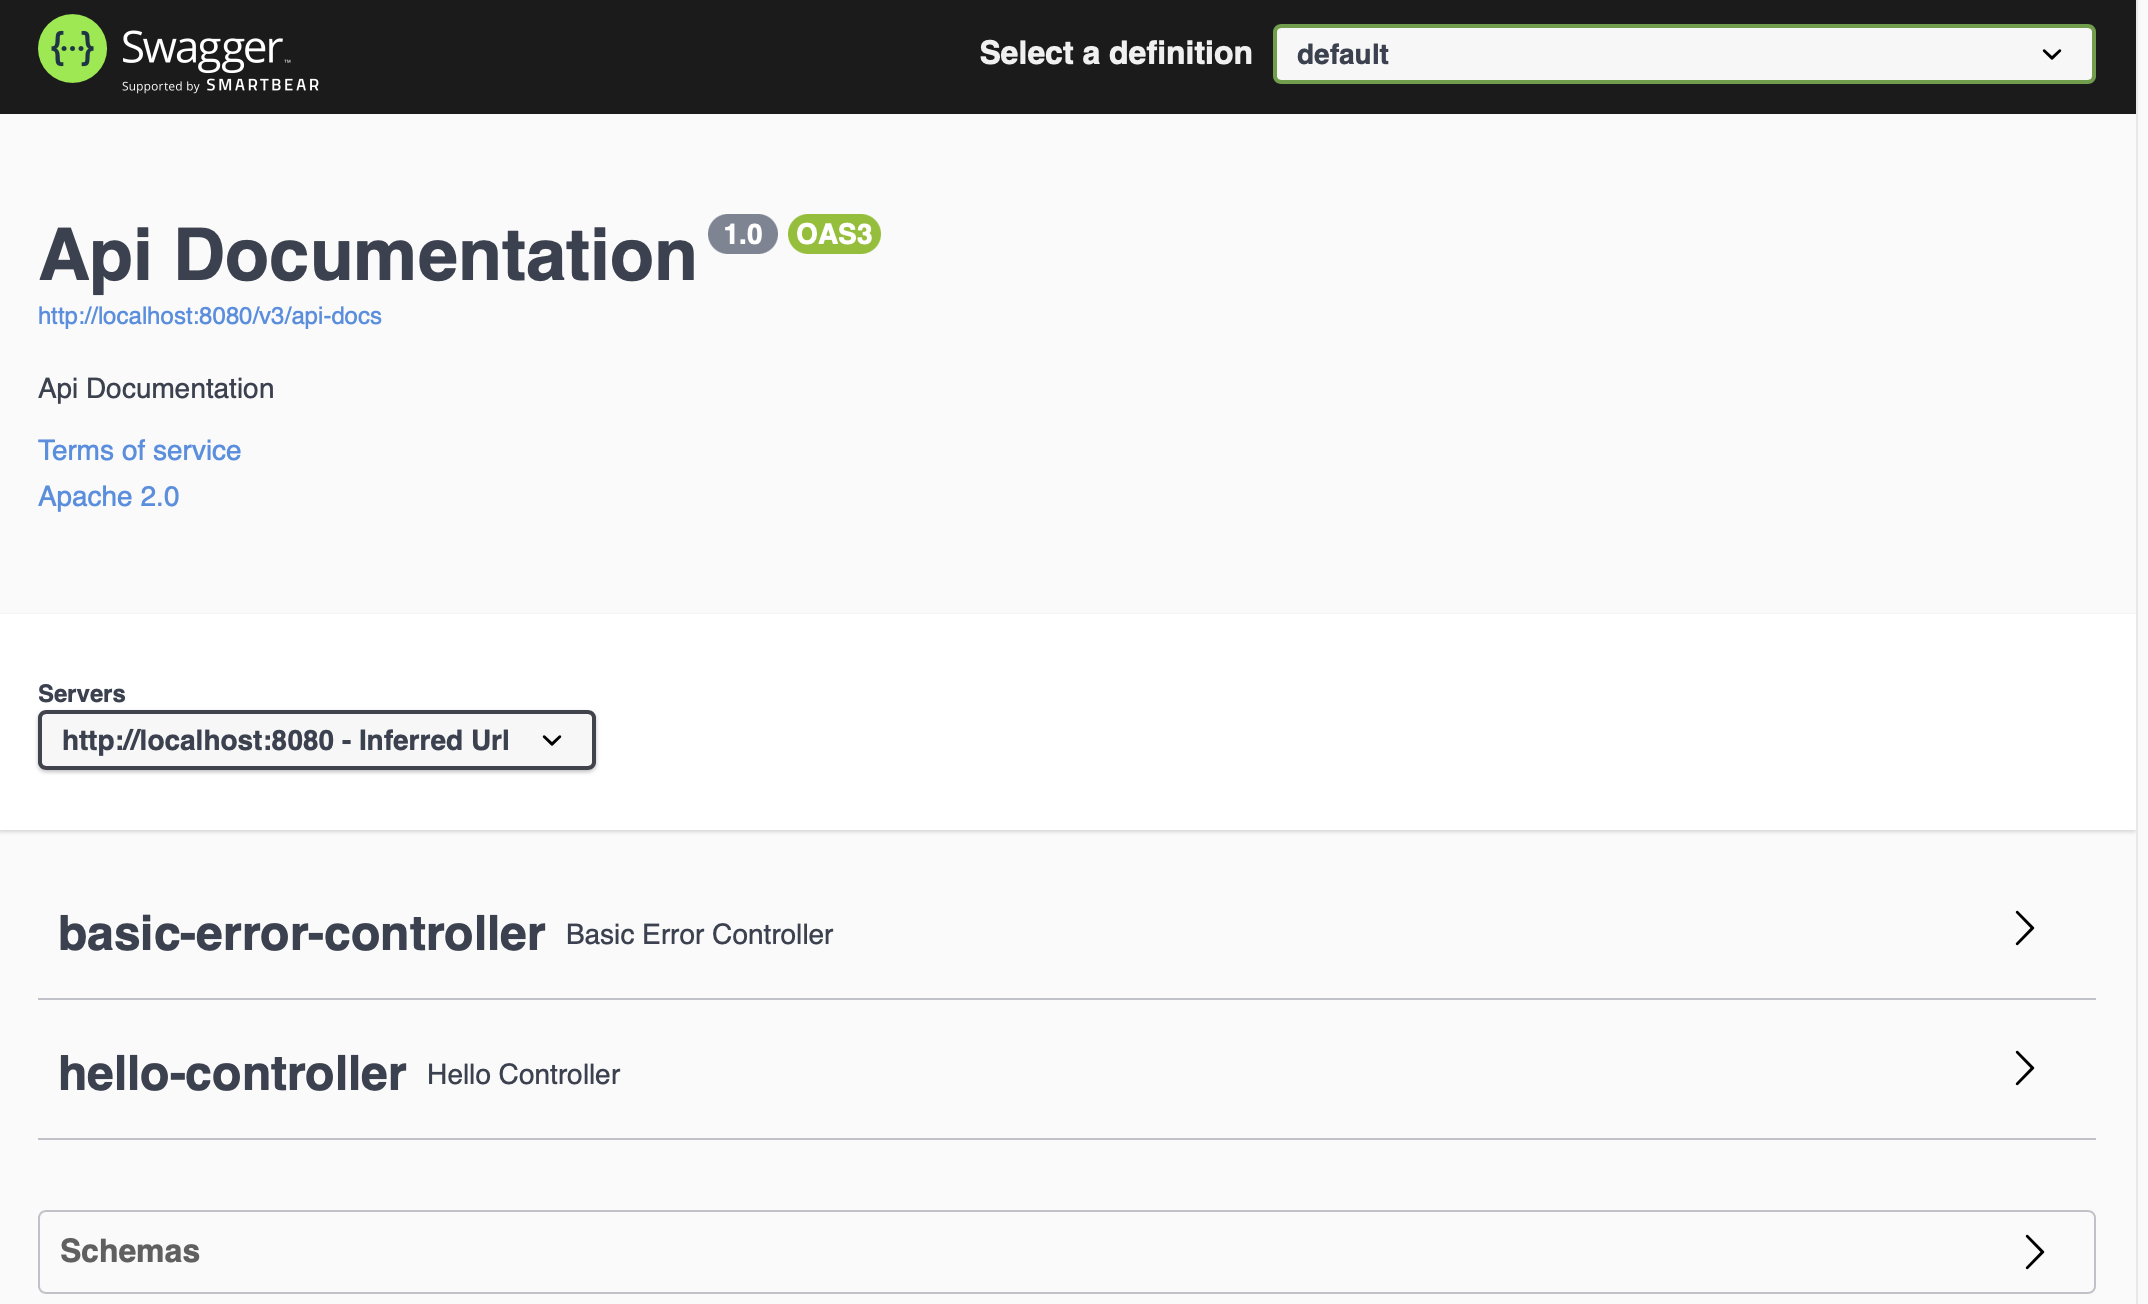 Swagger™
Supported by SMARTBEAR
Select a definition
default
Api Documentation 1.0 OAS3
http://localhost:8080/v3/api-docs
Api Documentation
Terms of service
Apache 2.0
Servers
http://localhost:8080 - Inferred Url
basic-error-controller Basic Error Controller
hello-controller Hello Controller
Schemas